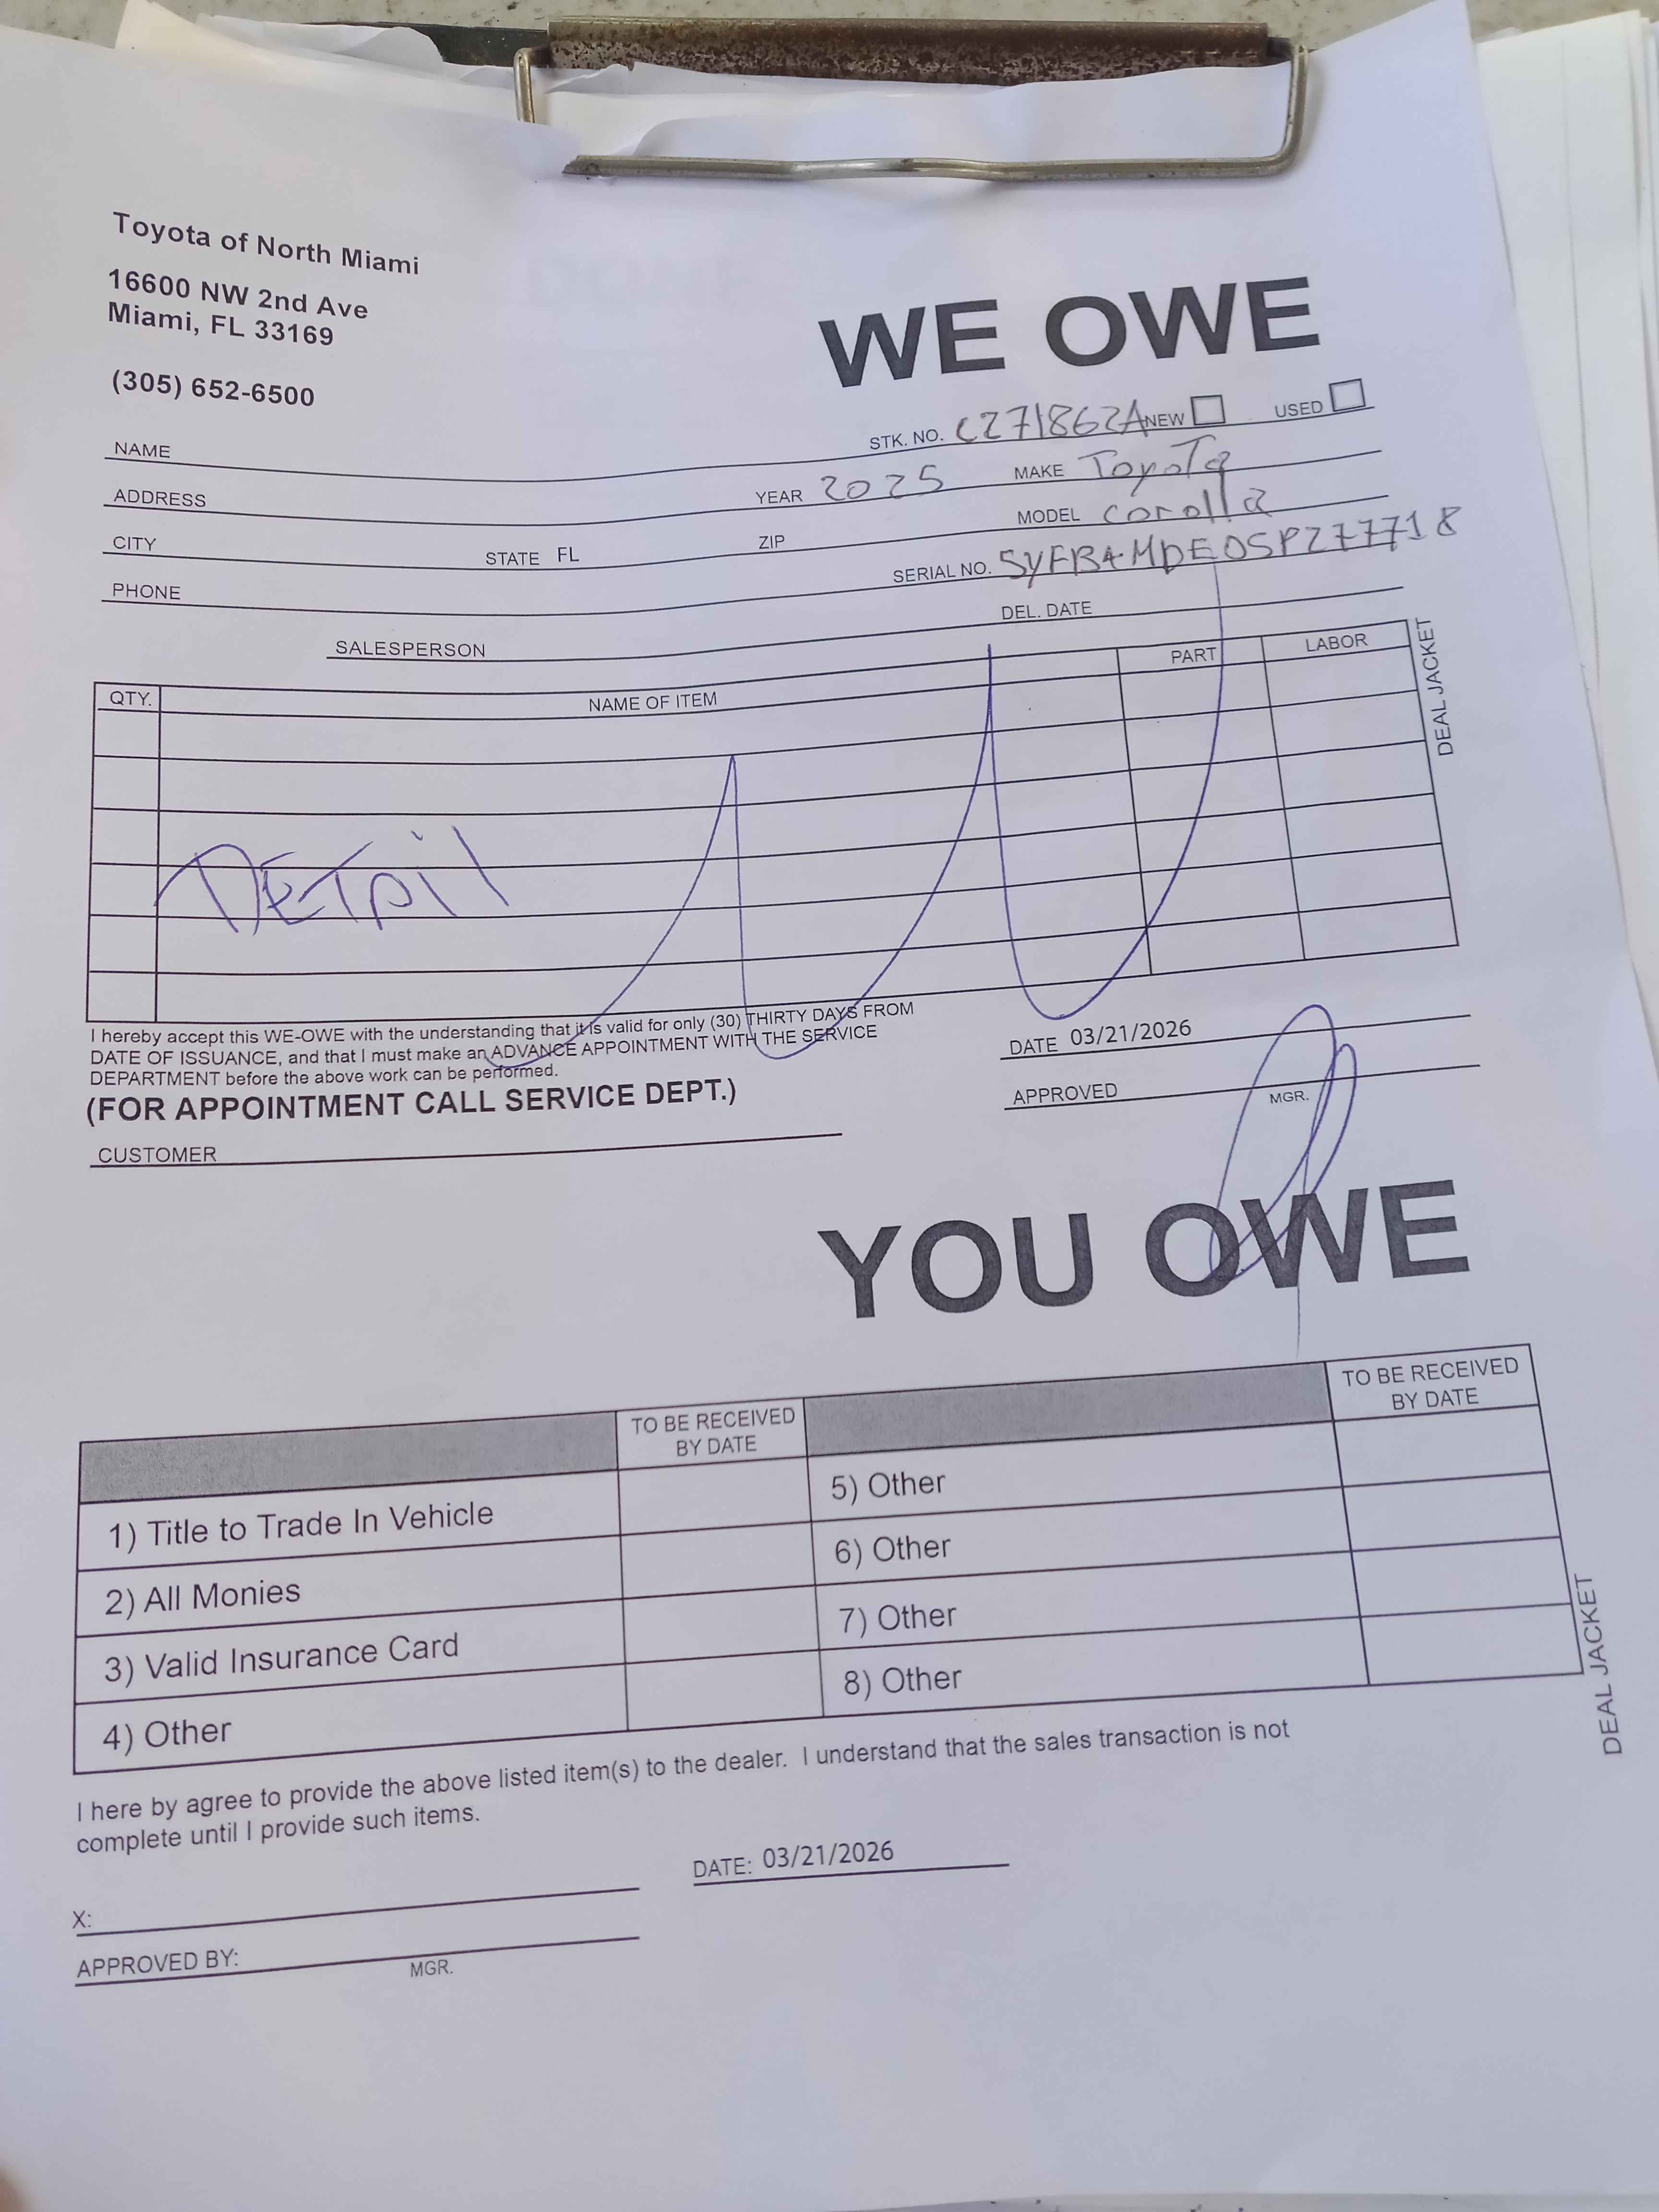 Toyota of North Miami
16600 NW 2nd Ave
Miami, FL 33169
(305) 652-6500
WE OWE
STK. NO. C271862A NEW USED
NAME
YEAR 2025 MAKE Toyota
ADDRESS
MODEL corolla
CITY STATE FL ZIP
SERIAL NO. 5YFB4MDE0SP277718
PHONE
DEL. DATE
SALESPERSON
QTY. NAME OF ITEM PART LABOR
DEAL JACKET
DETAil
I hereby accept this WE-OWE with the understanding that it is valid for only (30) THIRTY DAYS FROM
DATE OF ISSUANCE, and that I must make an ADVANCE APPOINTMENT WITH THE SERVICE
DEPARTMENT before the above work can be performed.
(FOR APPOINTMENT CALL SERVICE DEPT.)
DATE 03/21/2026
APPROVED MGR.
CUSTOMER
YOU OWE
TO BE RECEIVED
BY DATE
TO BE RECEIVED
BY DATE
1) Title to Trade In Vehicle
2) All Monies
3) Valid Insurance Card
4) Other
5) Other
6) Other
7) Other
8) Other
DEAL JACKET
I here by agree to provide the above listed item(s) to the dealer. I understand that the sales transaction is not
complete until I provide such items.
X:
DATE: 03/21/2026
APPROVED BY:
MGR.